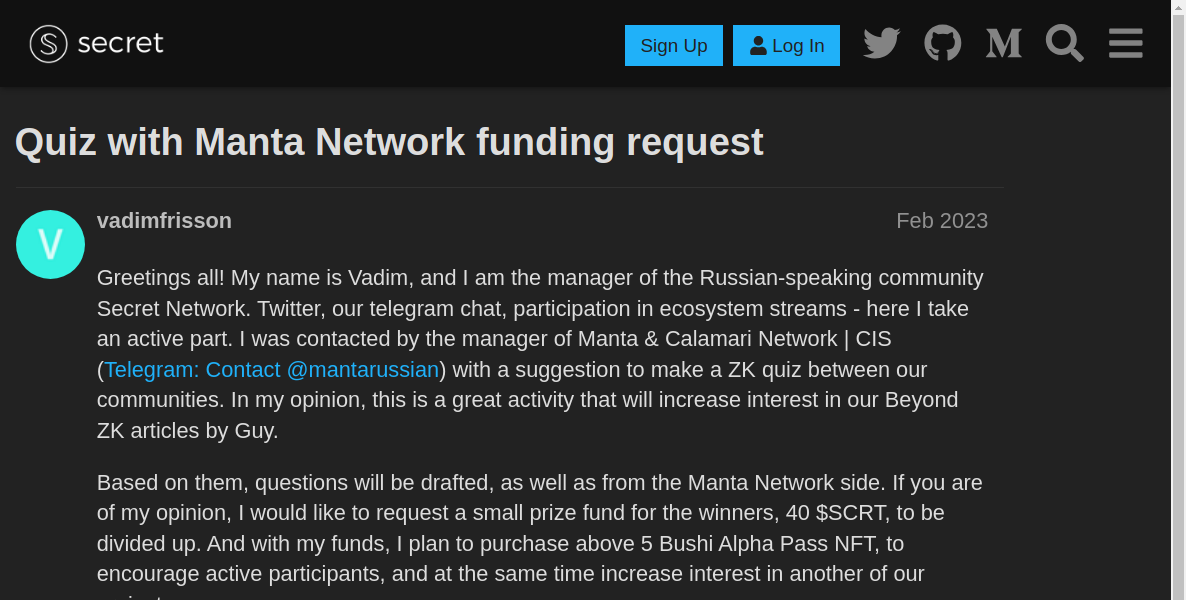 secret
Sign Up
Log In
Quiz with Manta Network funding request
V
vadimfrisson
Feb 2023
Greetings all! My name is Vadim, and I am the manager of the Russian-speaking community
Secret Network. Twitter, our telegram chat, participation in ecosystem streams - here I take
an active part. I was contacted by the manager of Manta & Calamari Network | CIS
(Telegram: Contact @mantarussian) with a suggestion to make a ZK quiz between our
communities. In my opinion, this is a great activity that will increase interest in our Beyond
ZK articles by Guy.
Based on them, questions will be drafted, as well as from the Manta Network side. If you are
of my opinion, I would like to request a small prize fund for the winners, 40 $SCRT, to be
divided up. And with my funds, I plan to purchase above 5 Bushi Alpha Pass NFT, to
encourage active participants, and at the same time increase interest in another of our